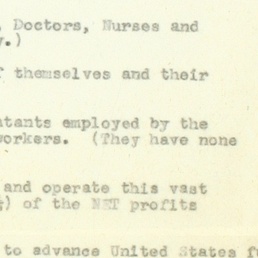 , Doctors, Nurses and
.)
themselves and their
tants employed by the
workers. (They have none
and operate this vast
) of the NET profits
to advance United States f